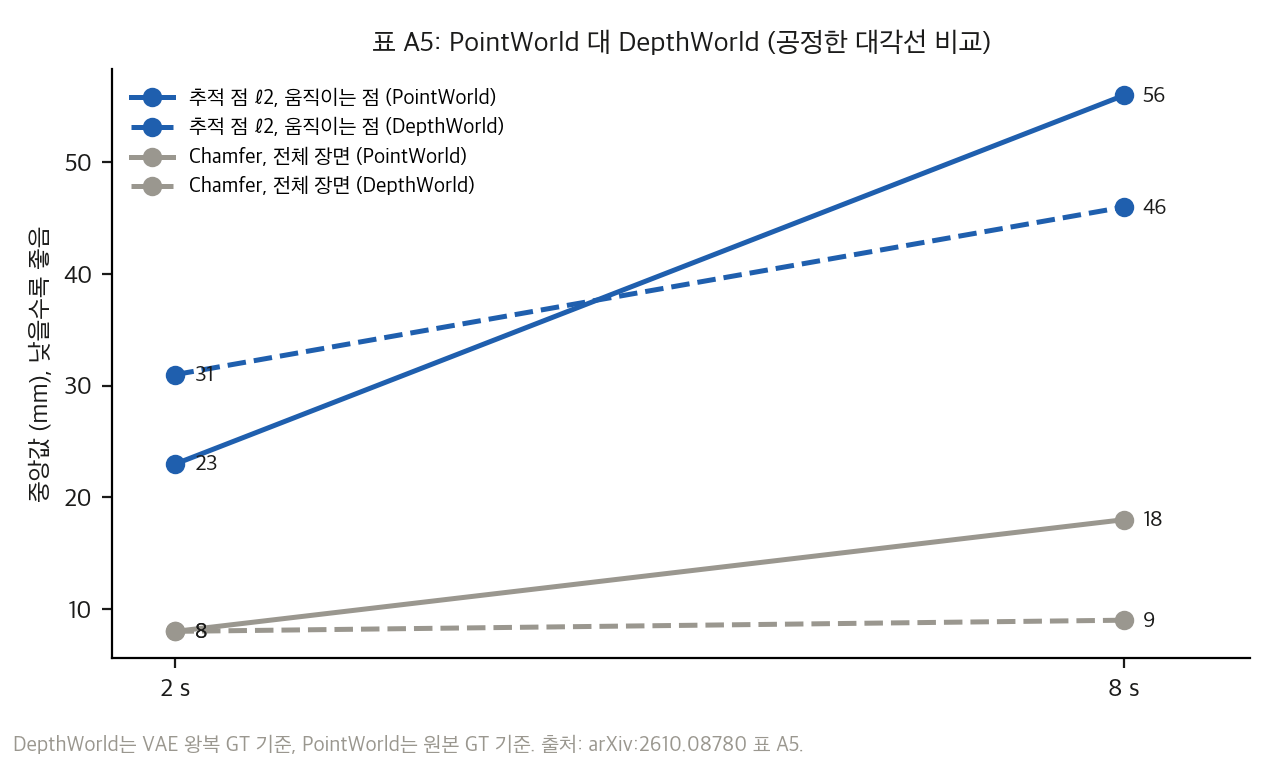 표 A5: PointWorld 대 DepthWorld (공정한 대각선 비교)
추적 점 ℓ2, 움직이는 점 (PointWorld)
추적 점 ℓ2, 움직이는 점 (DepthWorld)
Chamfer, 전체 장면 (PointWorld)
Chamfer, 전체 장면 (DepthWorld)
중앙값 (mm), 낮을수록 좋음
50
40
30
20
10
56
46
31
23
18
8
9
2 s
8 s
DepthWorld는 VAE 왕복 GT 기준, PointWorld는 원본 GT 기준. 출처: arXiv:2610.08780 표 A5.